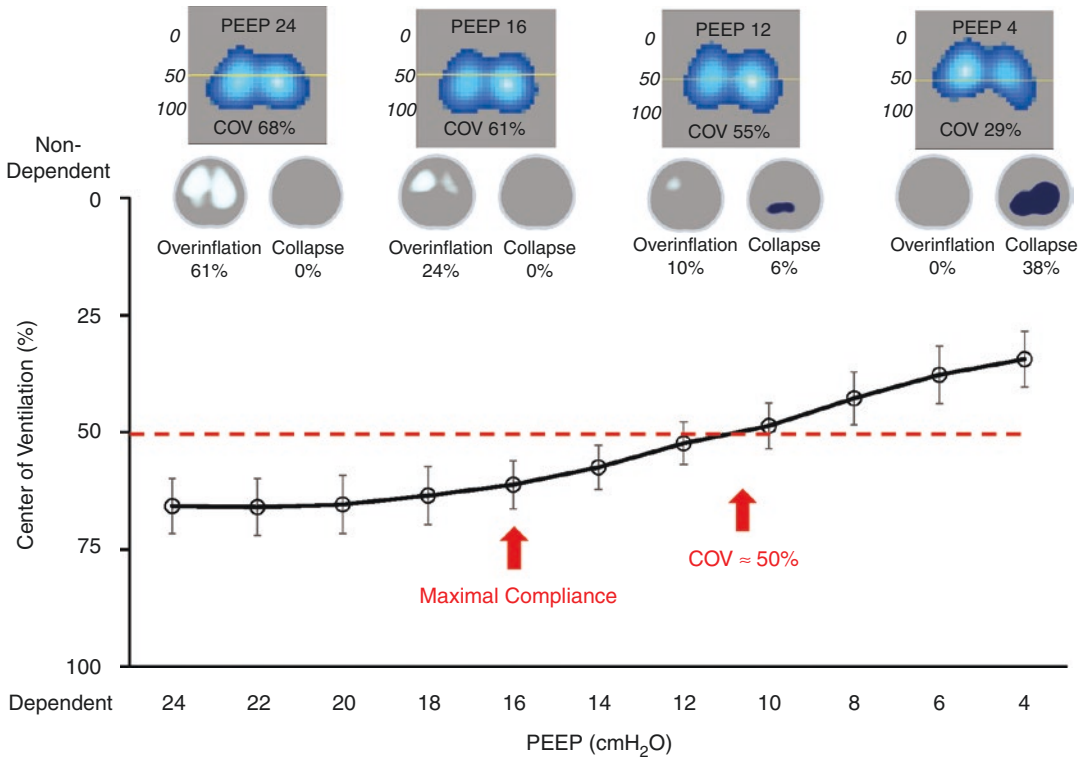 PEEP 24
PEEP 16
PEEP 12
PEEP 4
0
50
100
0
50
100
0
50
100
0
50
100
COV 68%
COV 61%
COV 55%
COV 29%
Non-
Dependent
Overinflation
61%
Collapse
0%
Overinflation
24%
Collapse
0%
Overinflation
10%
Collapse
6%
Overinflation
0%
Collapse
38%
Center of Ventilation (%)
0
25
50
75
100
Maximal Compliance
COV ≈ 50%
Dependent
24 22 20 18 16 14 12 10 8 6 4
PEEP (cmH₂O)